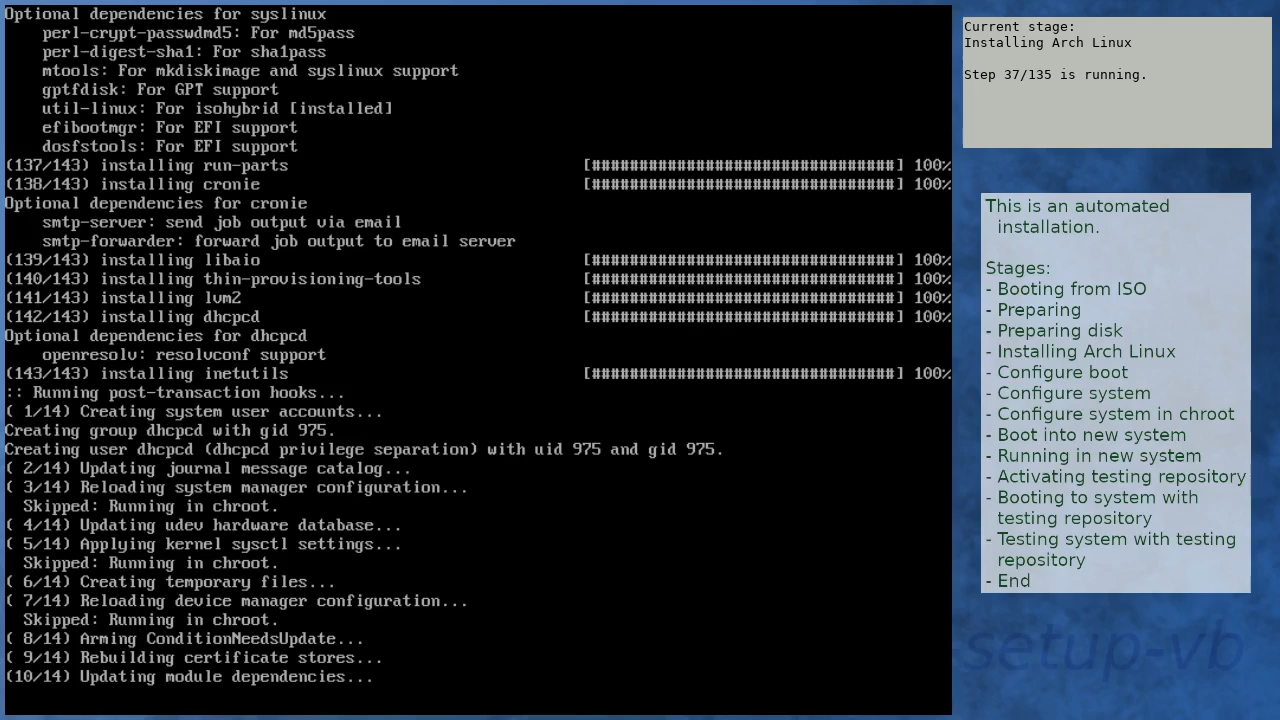 Optional dependencies for syslinux
    perl-crypt-passwdmd5: For md5pass
    perl-digest-sha1: For sha1pass
    mtools: For mkdiskimage and syslinux support
    gptfdisk: For GPT support
    util-linux: For isohybrid [installed]
    efibootmgr: For EFI support
    dosfstools: For EFI support
(137/143) installing run-parts [################################] 100%
(138/143) installing cronie [################################] 100%
Optional dependencies for cronie
    smtp-server: send job output via email
    smtp-forwarder: forward job output to email server
(139/143) installing libaio [################################] 100%
(140/143) installing thin-provisioning-tools [################################] 100%
(141/143) installing lvm2 [################################] 100%
(142/143) installing dhcpcd [################################] 100%
Optional dependencies for dhcpcd
    openresolv: resolvconf support
(143/143) installing inetutils [################################] 100%
:: Running post-transaction hooks...
( 1/14) Creating system user accounts...
Creating group dhcpcd with gid 975.
Creating user dhcpcd (dhcpcd privilege separation) with uid 975 and gid 975.
( 2/14) Updating journal message catalog...
( 3/14) Reloading system manager configuration...
  Skipped: Running in chroot.
( 4/14) Updating udev hardware database...
( 5/14) Applying kernel sysctl settings...
  Skipped: Running in chroot.
( 6/14) Creating temporary files...
( 7/14) Reloading device manager configuration...
  Skipped: Running in chroot.
( 8/14) Arming ConditionNeedsUpdate...
( 9/14) Rebuilding certificate stores...
(10/14) Updating module dependencies...
Current stage:
Installing Arch Linux
Step 37/135 is running.
This is an automated
installation.
Stages:
- Booting from ISO
- Preparing
- Preparing disk
- Installing Arch Linux
- Configure boot
- Configure system
- Configure system in chroot
- Boot into new system
- Running in new system
- Activating testing repository
- Booting to system with
testing repository
- Testing system with testing
repository
- End
-setup-vb